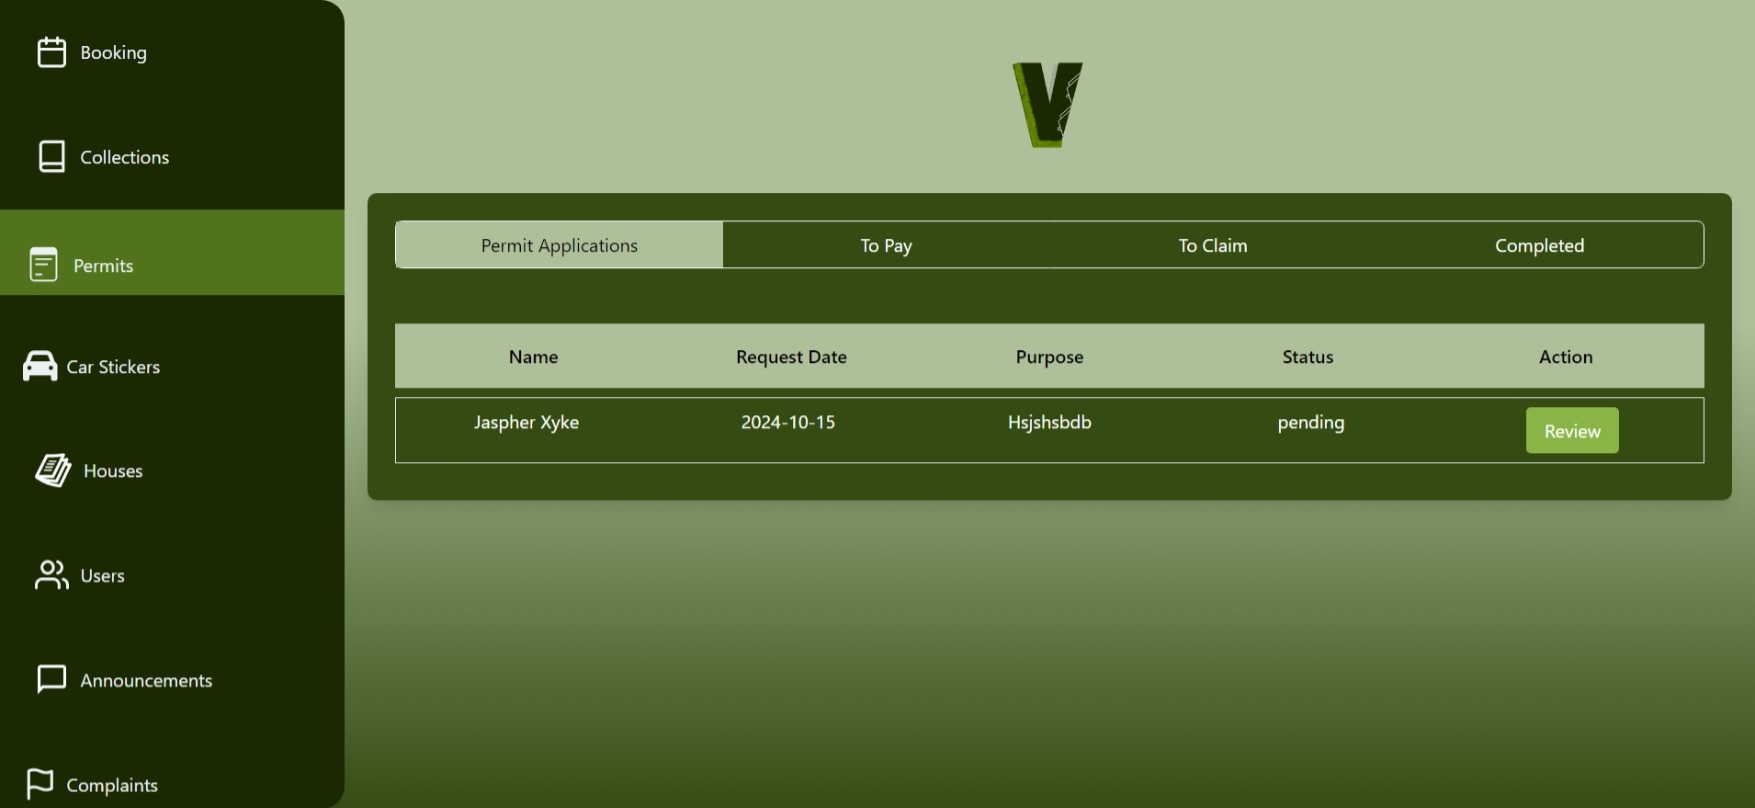 Booking
Collections
Permits
Car Stickers
Houses
Users
Announcements
Complaints
V
Permit Applications To Pay To Claim Completed
Name Request Date Purpose Status Action
Jaspher Xyke 2024-10-15 Hsjshsbdb pending Review